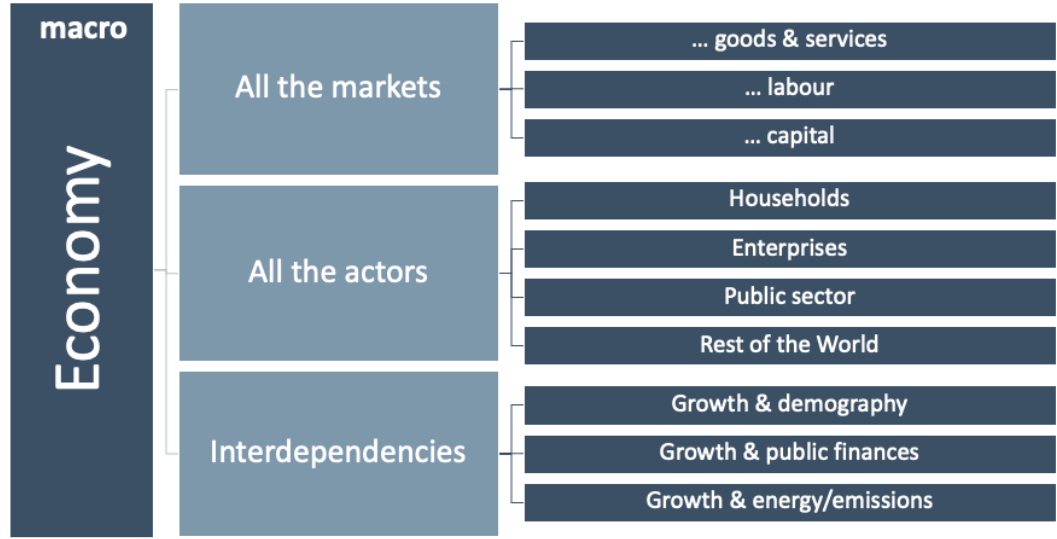 macro
Economy
All the markets
... goods & services
... labour
... capital
All the actors
Households
Enterprises
Public sector
Rest of the World
Interdependencies
Growth & demography
Growth & public finances
Growth & energy/emissions